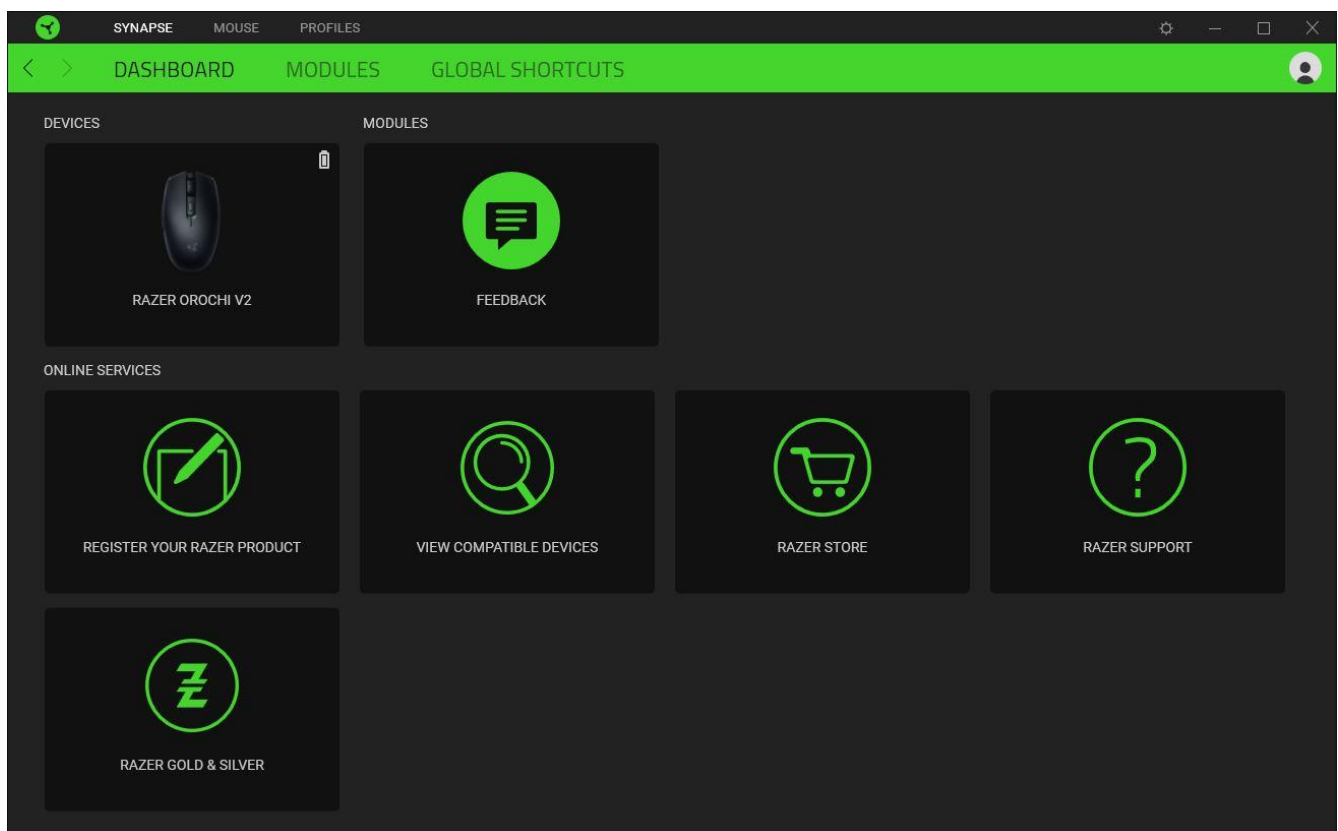 SYNAPSE MOUSE PROFILES
DASHBOARD MODULES GLOBAL SHORTCUTS
DEVICES MODULES
RAZER OROCHI V2 FEEDBACK
ONLINE SERVICES
REGISTER YOUR RAZER PRODUCT VIEW COMPATIBLE DEVICES RAZER STORE RAZER SUPPORT
RAZER GOLD & SILVER